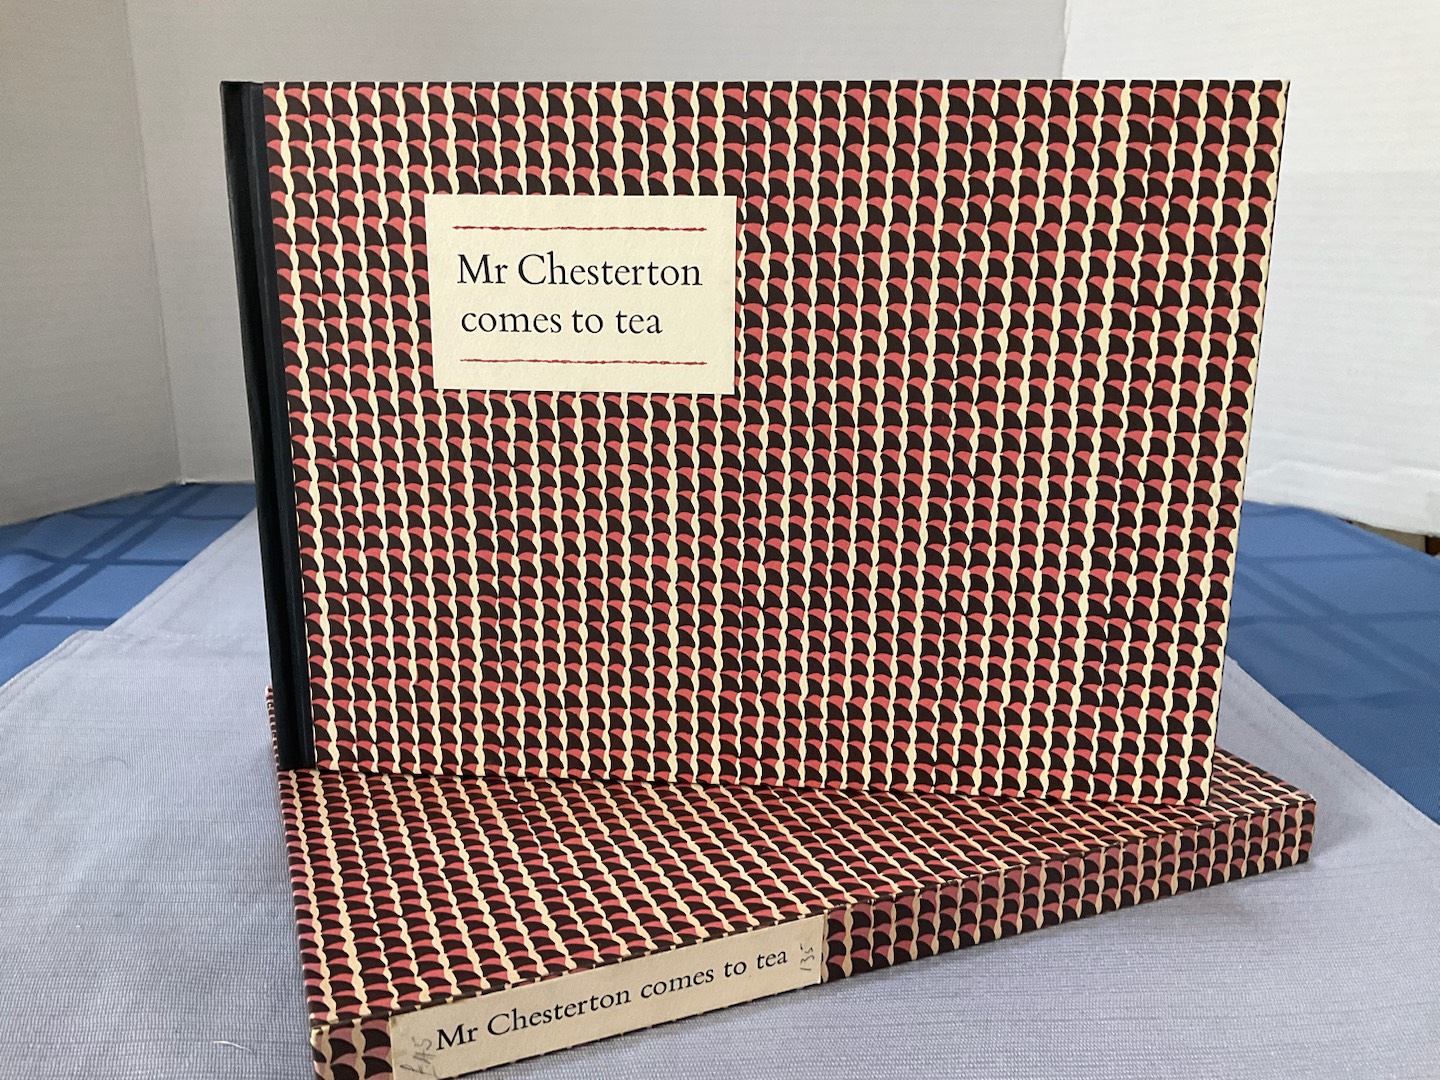 Mr Chesterton
comes to tea
Mr Chesterton comes to tea
135